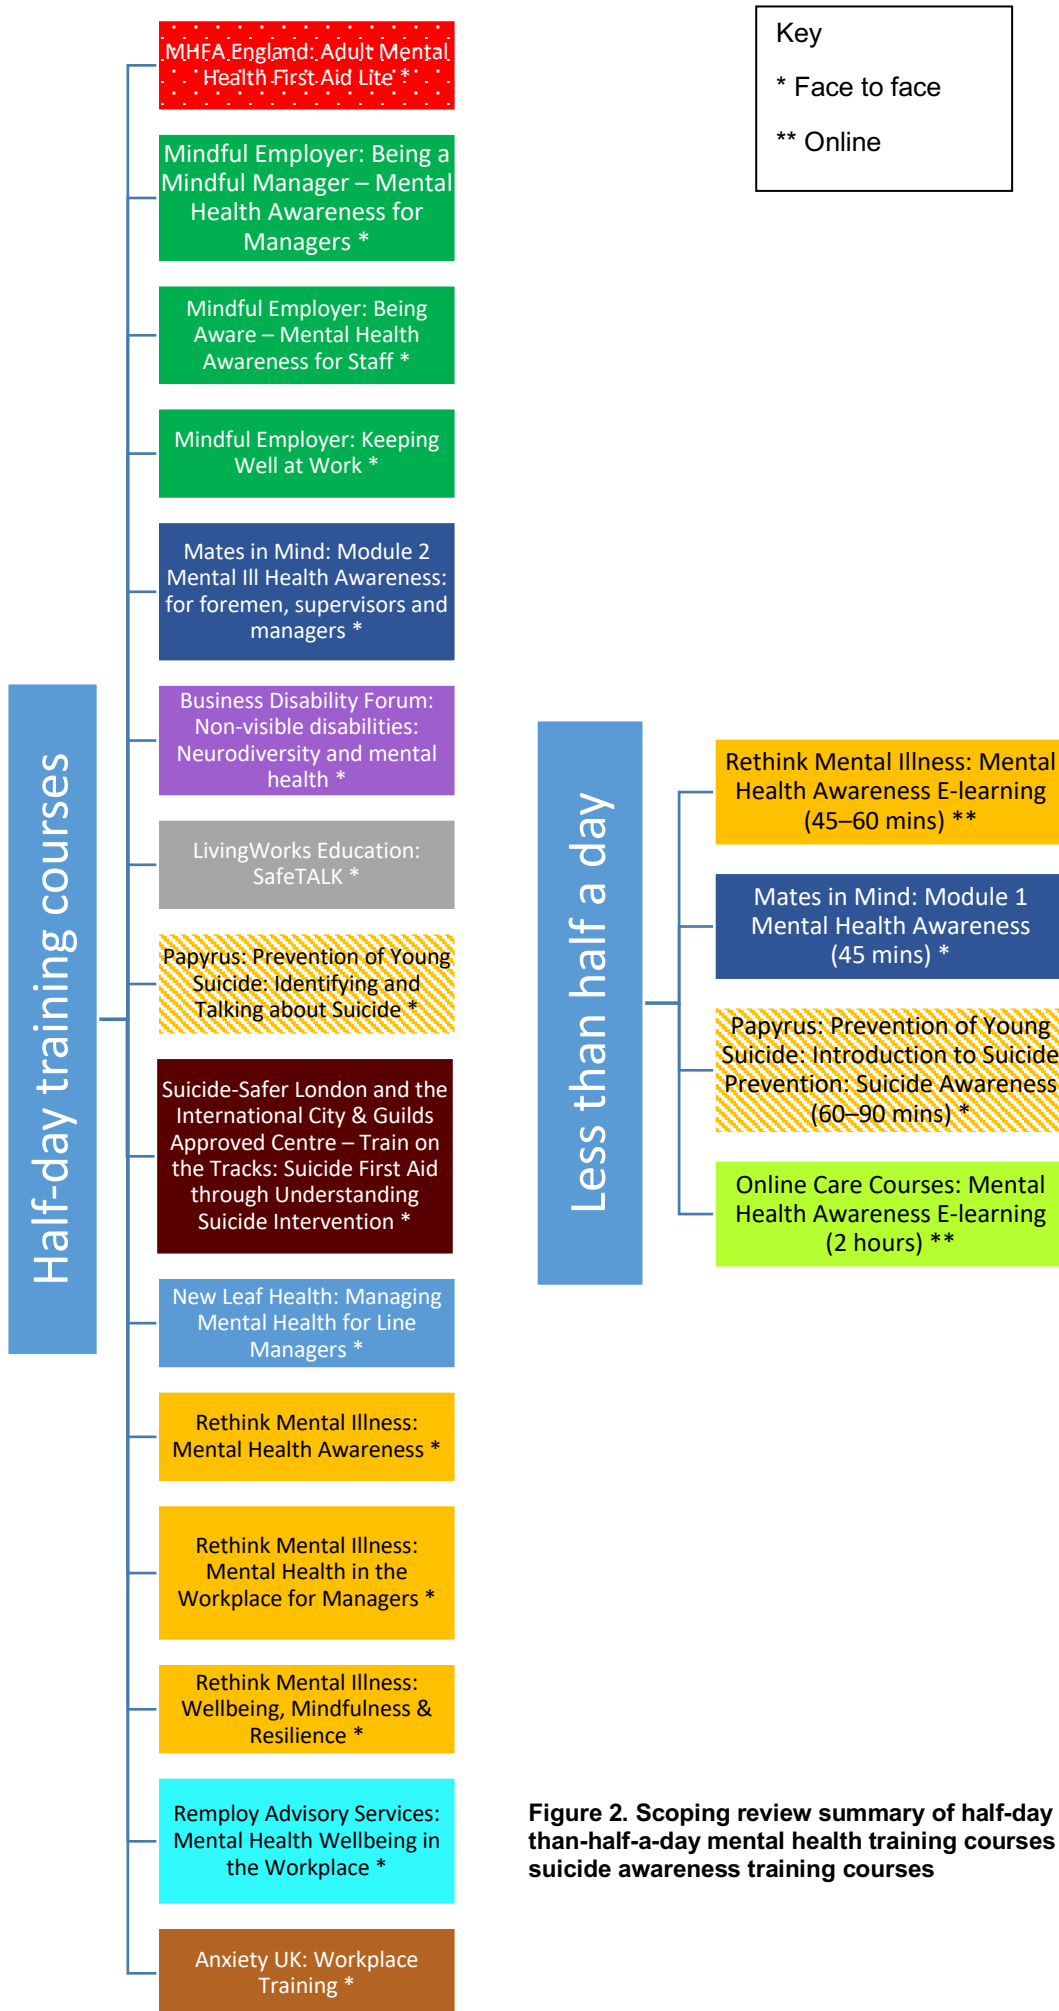 MHFA England: Adult Mental
Health First Aid Lite *
Mindful Employer: Being a
Mindful Manager – Mental
Health Awareness for
Managers *
Mindful Employer: Being
Aware – Mental Health
Awareness for Staff *
Mindful Employer: Keeping
Well at Work *
Mates in Mind: Module 2
Mental Ill Health Awareness:
for foremen, supervisors and
managers *
Business Disability Forum:
Non-visible disabilities:
Neurodiversity and mental
health *
LivingWorks Education:
SafeTALK *
Papyrus: Prevention of Young
Suicide: Identifying and
Talking about Suicide *
Suicide-Safer London and the
International City & Guilds
Approved Centre – Train on
the Tracks: Suicide First Aid
through Understanding
Suicide Intervention *
New Leaf Health: Managing
Mental Health for Line
Managers *
Rethink Mental Illness:
Mental Health Awareness *
Rethink Mental Illness:
Mental Health in the
Workplace for Managers *
Rethink Mental Illness:
Wellbeing, Mindfulness &
Resilience *
Remploy Advisory Services:
Mental Health Wellbeing in
the Workplace *
Anxiety UK: Workplace
Training *
Half-day training courses
Key
* Face to face
** Online
Less than half a day
Rethink Mental Illness: Mental
Health Awareness E-learning
(45–60 mins) **
Mates in Mind: Module 1
Mental Health Awareness
(45 mins) *
Papyrus: Prevention of Young
Suicide: Introduction to Suicide
Prevention: Suicide Awareness
(60–90 mins) *
Online Care Courses: Mental
Health Awareness E-learning
(2 hours) **
Figure 2. Scoping review summary of half-day
than-half-a-day mental health training courses
suicide awareness training courses